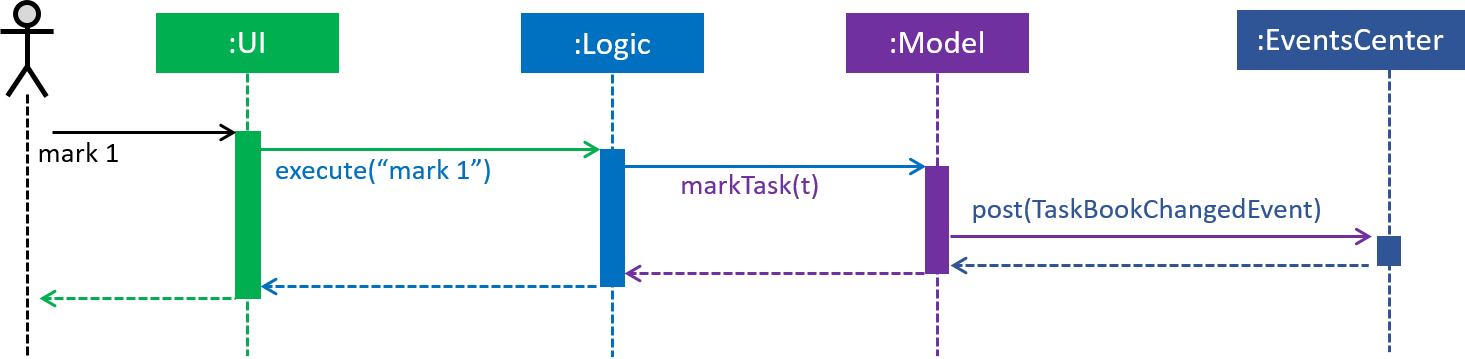 :UI
:Logic
:Model
:EventsCenter
mark 1
execute(“mark 1”)
markTask(t)
post(TaskBookChangedEvent)